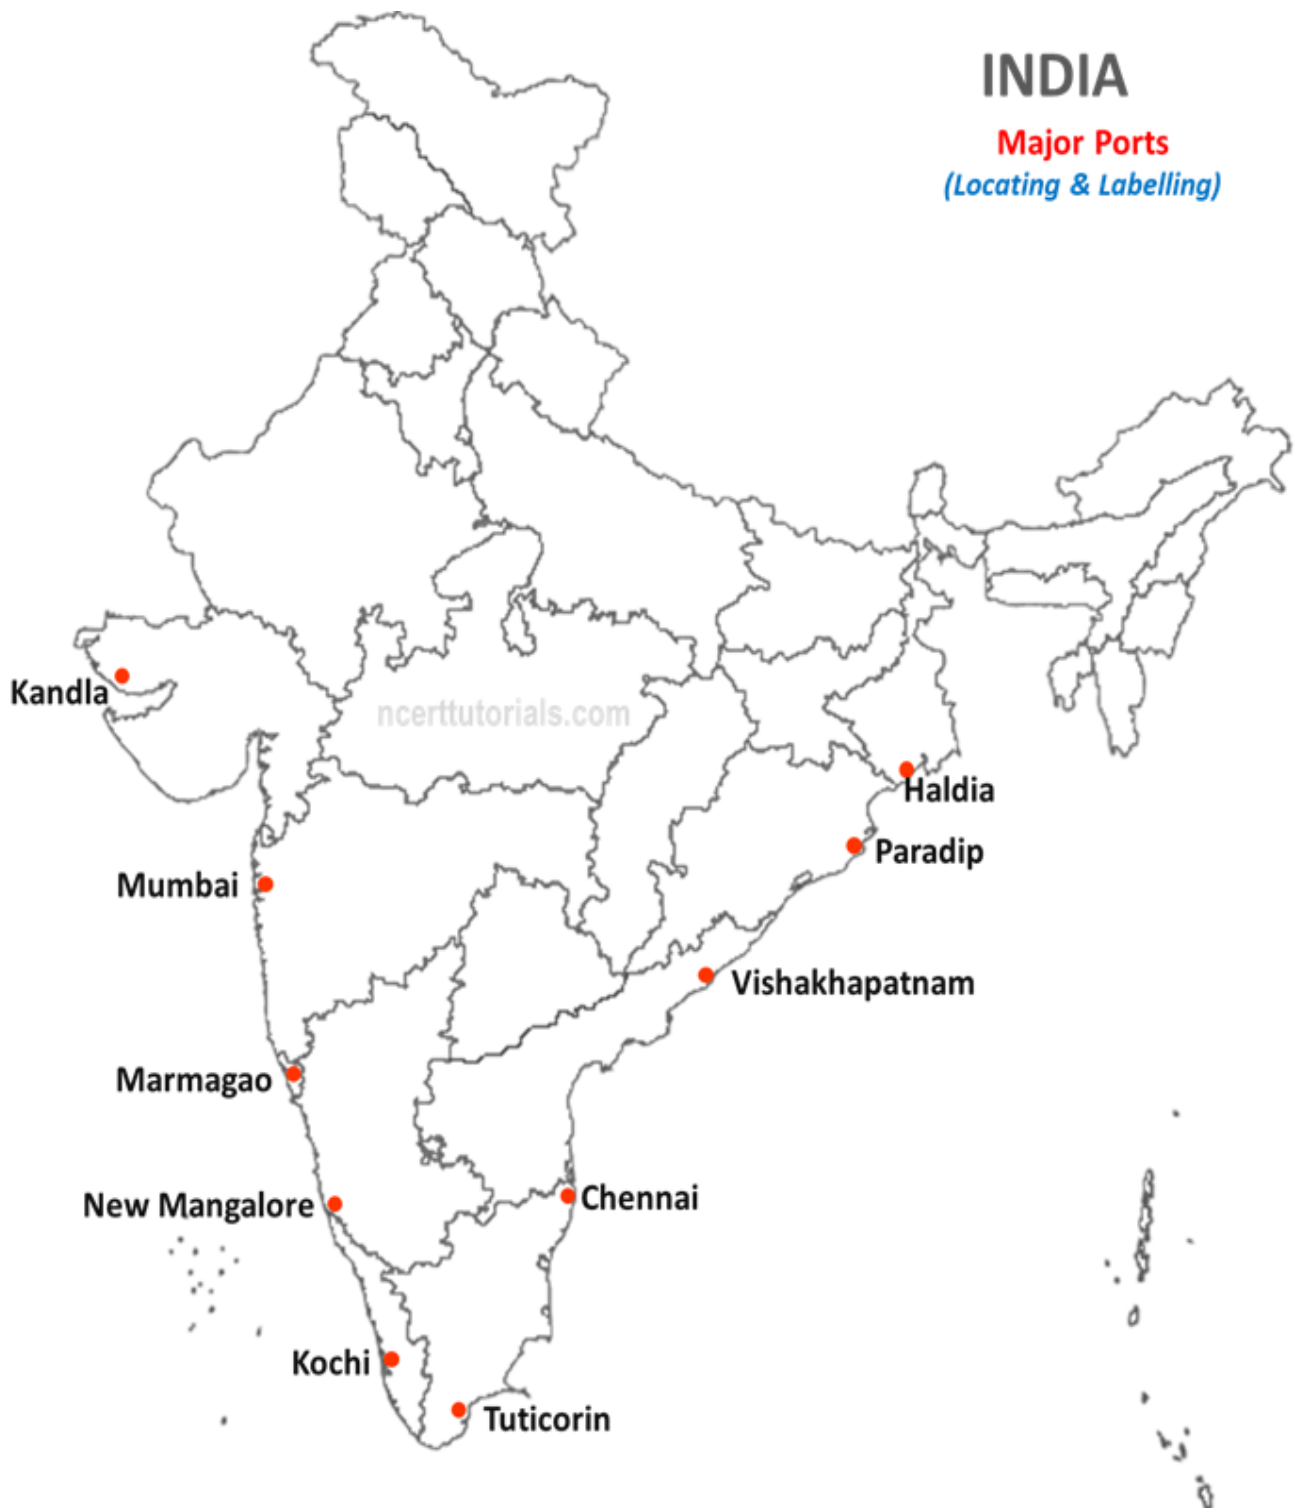 INDIA
Major Ports
(Locating & Labelling)
Kandla
ncerttutorials.com
Haldia
Paradip
Mumbai
Vishakhapatnam
Marmagao
New Mangalore
Chennai
Kochi
Tuticorin